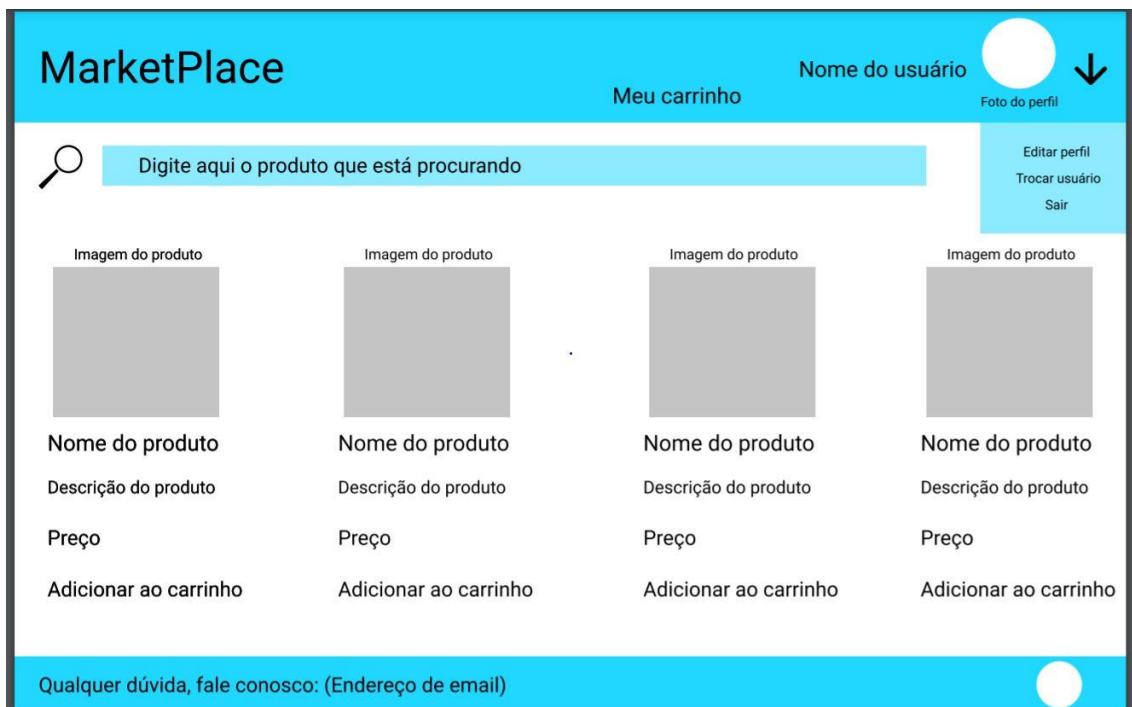 MarketPlace
Nome do usuário
Meu carrinho
Foto do perfil
Digite aqui o produto que está procurando
Editar perfil
Trocar usuário
Sair
Imagem do produto
Imagem do produto
Imagem do produto
Imagem do produto
Nome do produto
Nome do produto
Nome do produto
Nome do produto
Descrição do produto
Descrição do produto
Descrição do produto
Descrição do produto
Preço
Preço
Preço
Preço
Adicionar ao carrinho
Adicionar ao carrinho
Adicionar ao carrinho
Adicionar ao carrinho
Qualquer dúvida, fale conosco: (Endereço de email)